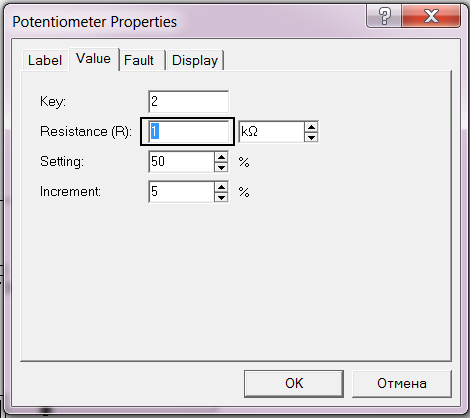 Potentiometer Properties
Label Value Fault Display
Key: 2
Resistance (R): 1 kΩ
Setting: 50 %
Increment: 5 %
OK Отмена